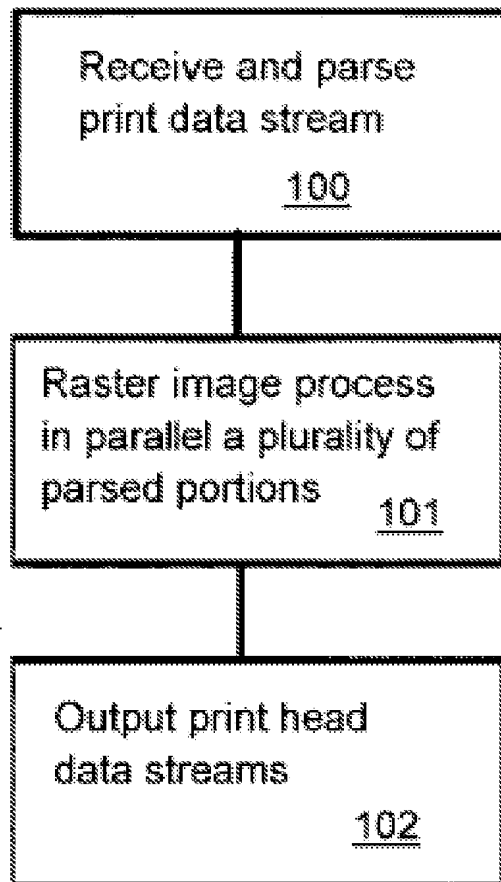 Receive and parse
print data stream
100
Raster image process
in parallel a plurality of
parsed portions
101
Output print head
data streams
102